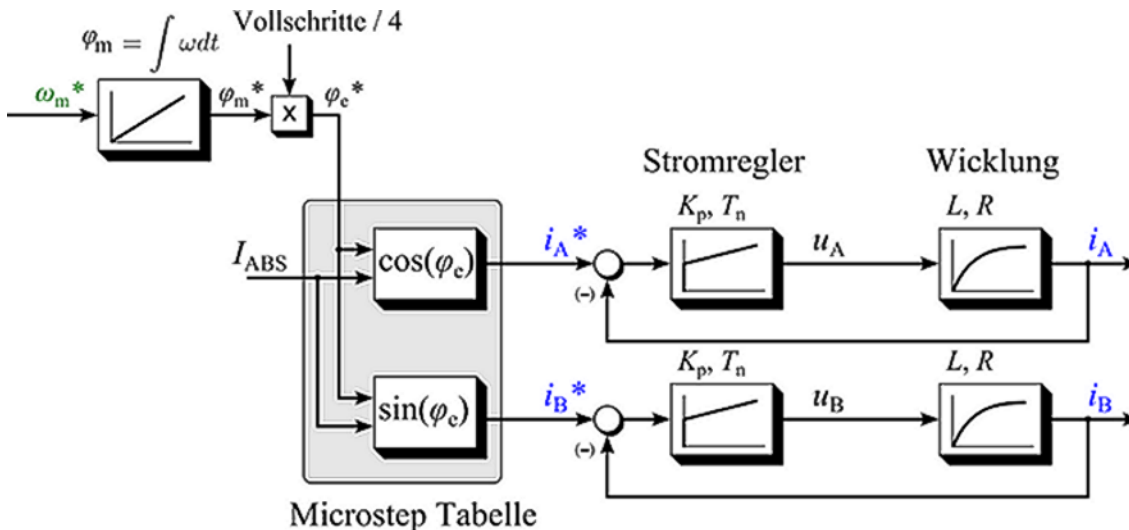 Vollschritte / 4
φm = ∫ ωdt
ωm*
φm*
x
φe*
Stromregler
Wicklung
Kp, Tn
L, R
IABS
cos(φe)
iA*
uA
iA
(-)
Kp, Tn
L, R
sin(φe)
iB*
uB
iB
(-)
Microstep Tabelle